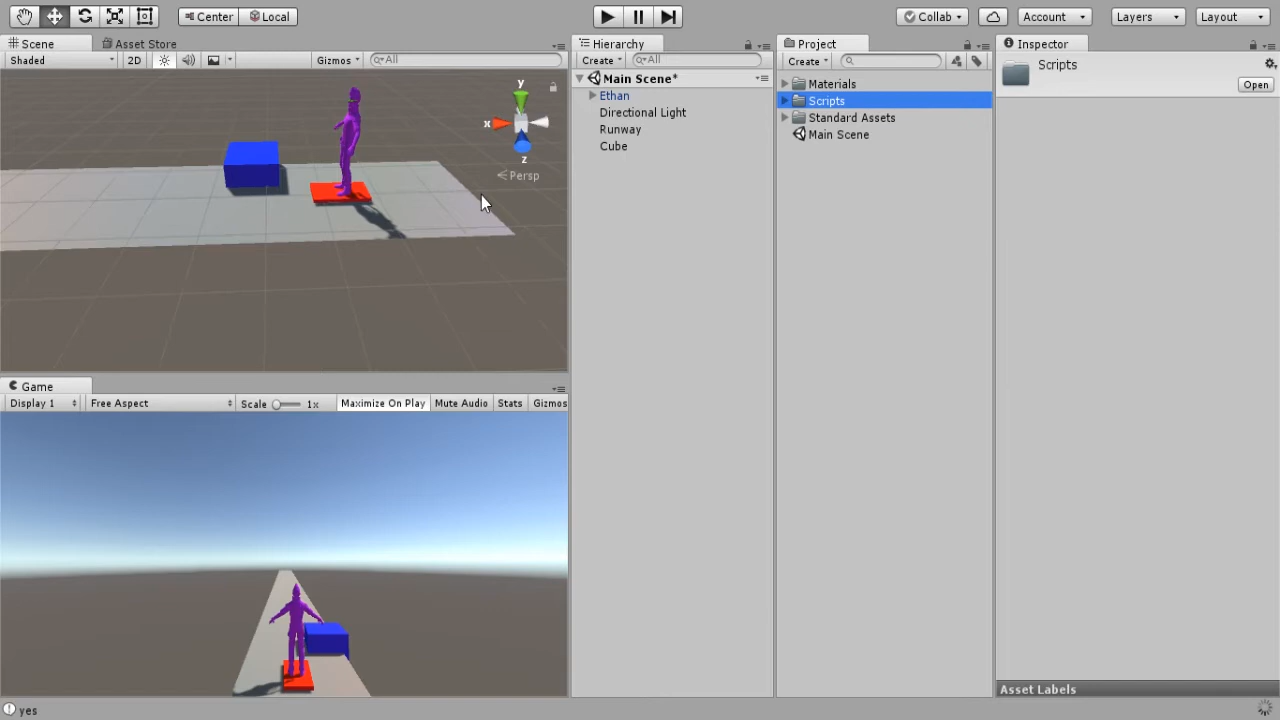 Center Local Collab Account Layers Layout
Scene Asset Store
Shaded 2D Gizmos All
y
x
z
Persp
Game
Display 1 Free Aspect Scale 1x Maximize On Play Mute Audio Stats Gizmos
Hierarchy
Create All
Main Scene*
Ethan
Directional Light
Runway
Cube
Project
Create
Materials
Scripts
Standard Assets
Main Scene
Inspector
Scripts
Open
Asset Labels
yes